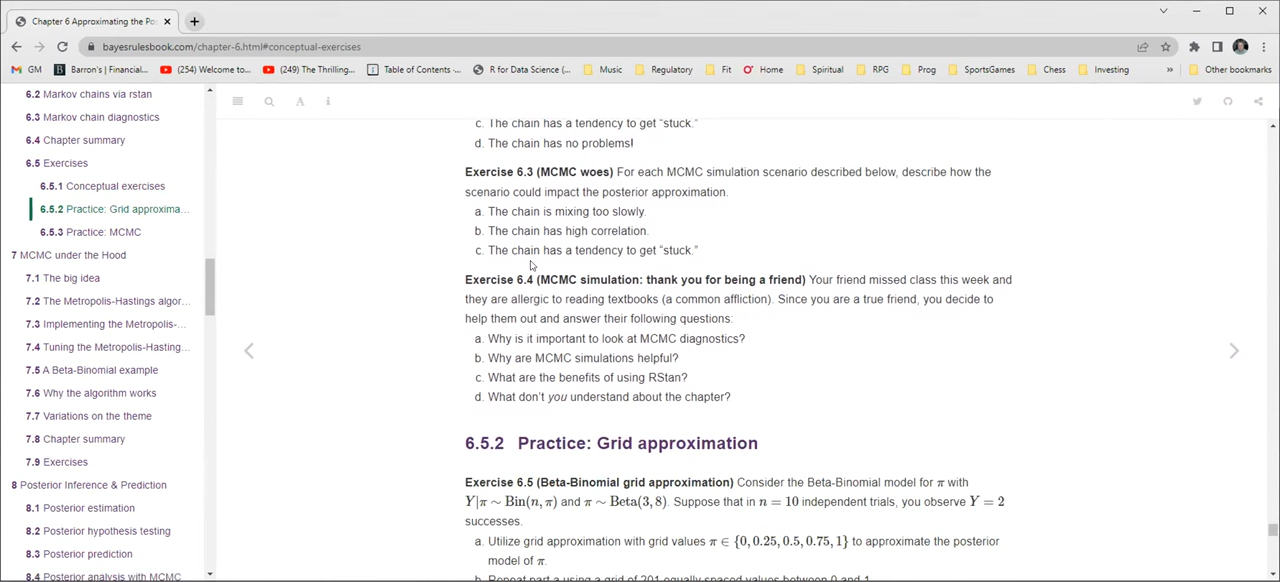 Chapter 6 Approximating the Pos
bayesrulesbook.com/chapter-6.html#conceptual-exercises
GM
Barron's | Financial...
(254) Welcome to...
(249) The Thrilling...
Table of Contents -...
R for Data Science (...
Music
Regulatory
Fit
Home
Spiritual
RPG
Prog
SportsGames
Chess
Investing
»
Other bookmarks
6.2 Markov chains via rstan
6.3 Markov chain diagnostics
6.4 Chapter summary
6.5 Exercises
6.5.1 Conceptual exercises
6.5.2 Practice: Grid approxima...
6.5.3 Practice: MCMC
7 MCMC under the Hood
7.1 The big idea
7.2 The Metropolis-Hastings algor...
7.3 Implementing the Metropolis-...
7.4 Tuning the Metropolis-Hasting...
7.5 A Beta-Binomial example
7.6 Why the algorithm works
7.7 Variations on the theme
7.8 Chapter summary
7.9 Exercises
8 Posterior Inference & Prediction
8.1 Posterior estimation
8.2 Posterior hypothesis testing
8.3 Posterior prediction
8.4 Posterior analysis with MCMC
c. The chain has a tendency to get “stuck.”
d. The chain has no problems!
Exercise 6.3 (MCMC woes) For each MCMC simulation scenario described below, describe how the
scenario could impact the posterior approximation.
a. The chain is mixing too slowly.
b. The chain has high correlation.
c. The chain has a tendency to get “stuck.”
Exercise 6.4 (MCMC simulation: thank you for being a friend) Your friend missed class this week and
they are allergic to reading textbooks (a common affliction). Since you are a true friend, you decide to
help them out and answer their following questions:
a. Why is it important to look at MCMC diagnostics?
b. Why are MCMC simulations helpful?
c. What are the benefits of using RStan?
d. What don’t you understand about the chapter?
6.5.2 Practice: Grid approximation
Exercise 6.5 (Beta-Binomial grid approximation) Consider the Beta-Binomial model for π with
Y|π ∼ Bin(n, π) and π ∼ Beta(3, 8). Suppose that in n = 10 independent trials, you observe Y = 2
successes.
a. Utilize grid approximation with grid values π ∈ {0, 0.25, 0.5, 0.75, 1} to approximate the posterior
model of π.
b. Repeat part a using a grid of 201 equally spaced values between 0 and 1.